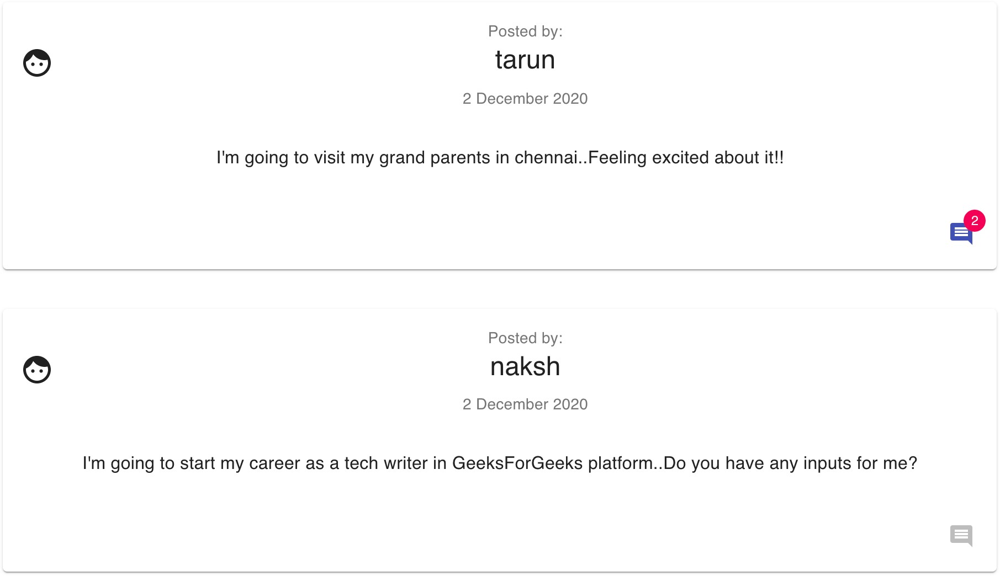 Posted by:
tarun
2 December 2020
I'm going to visit my grand parents in chennai..Feeling excited about it!!
2
Posted by:
naksh
2 December 2020
I'm going to start my career as a tech writer in GeeksForGeeks platform..Do you have any inputs for me?